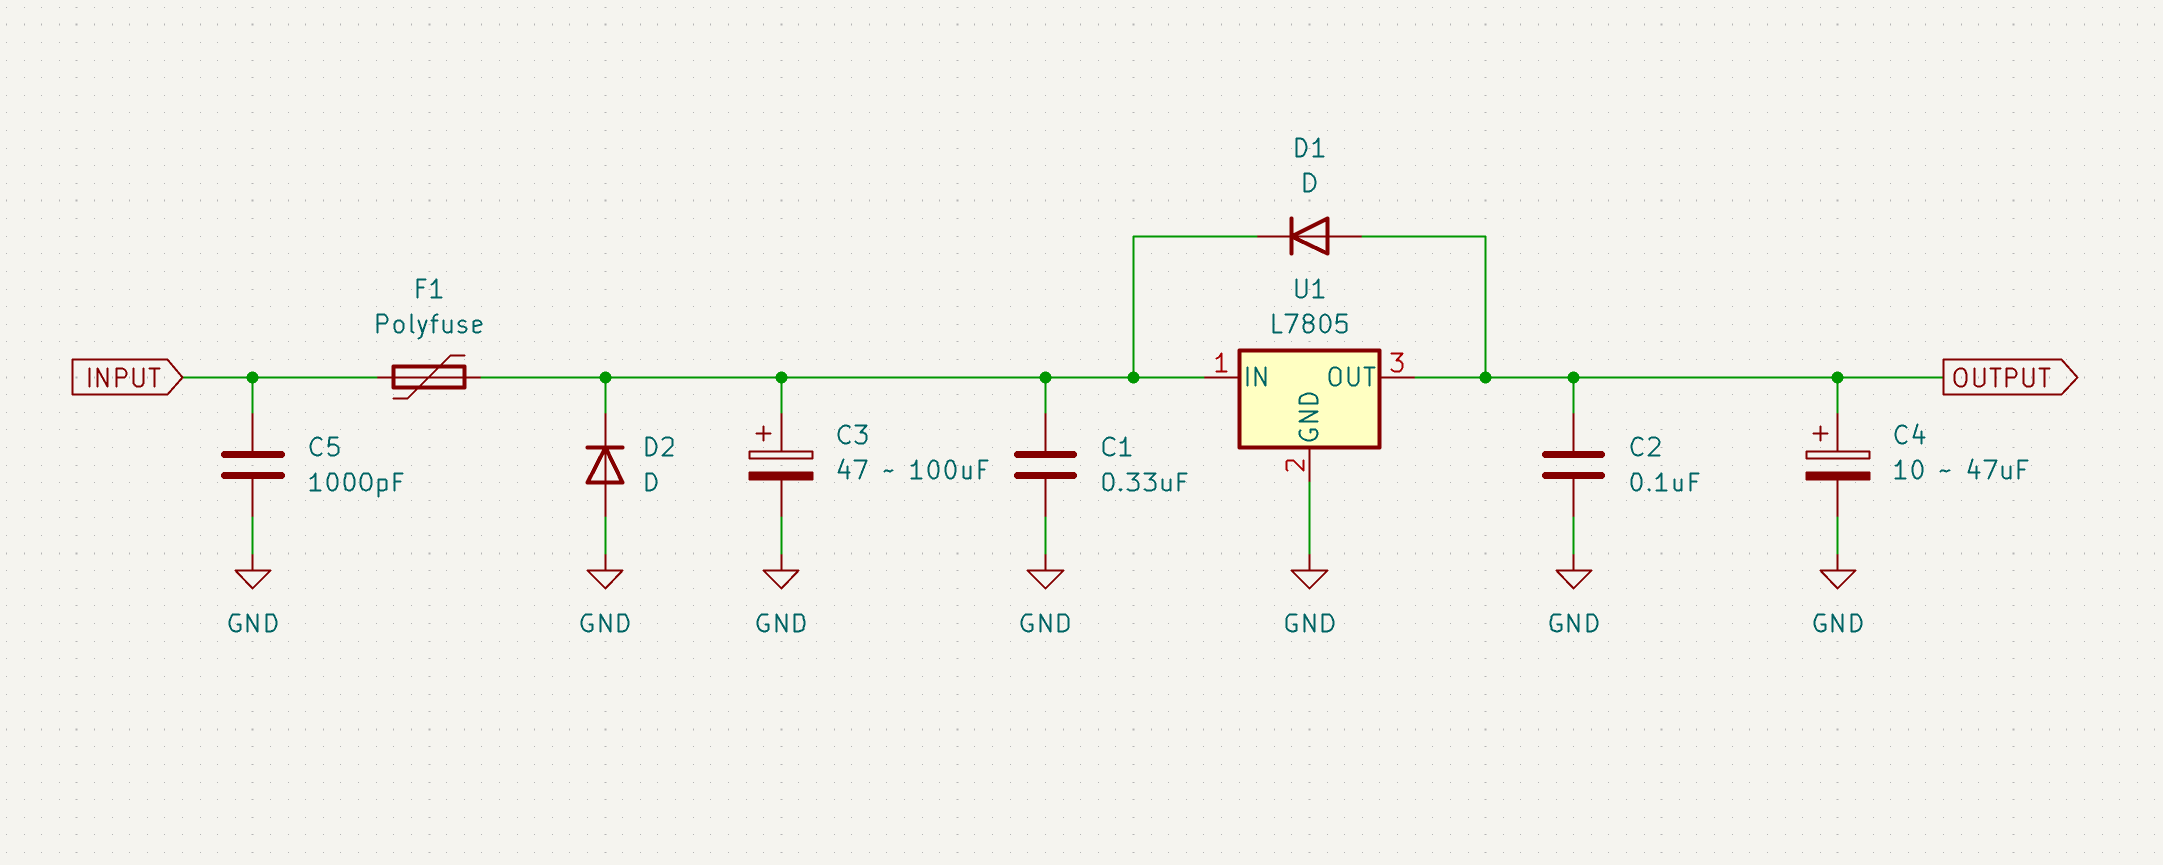 D1
D
F1
Polyfuse
U1
L7805
INPUT
1
IN
OUT
3
GND
2
OUTPUT
C5
1000pF
D2
D
C3
47 ~ 100uF
C1
0.33uF
C2
0.1uF
C4
10 ~ 47uF
GND
GND
GND
GND
GND
GND
GND